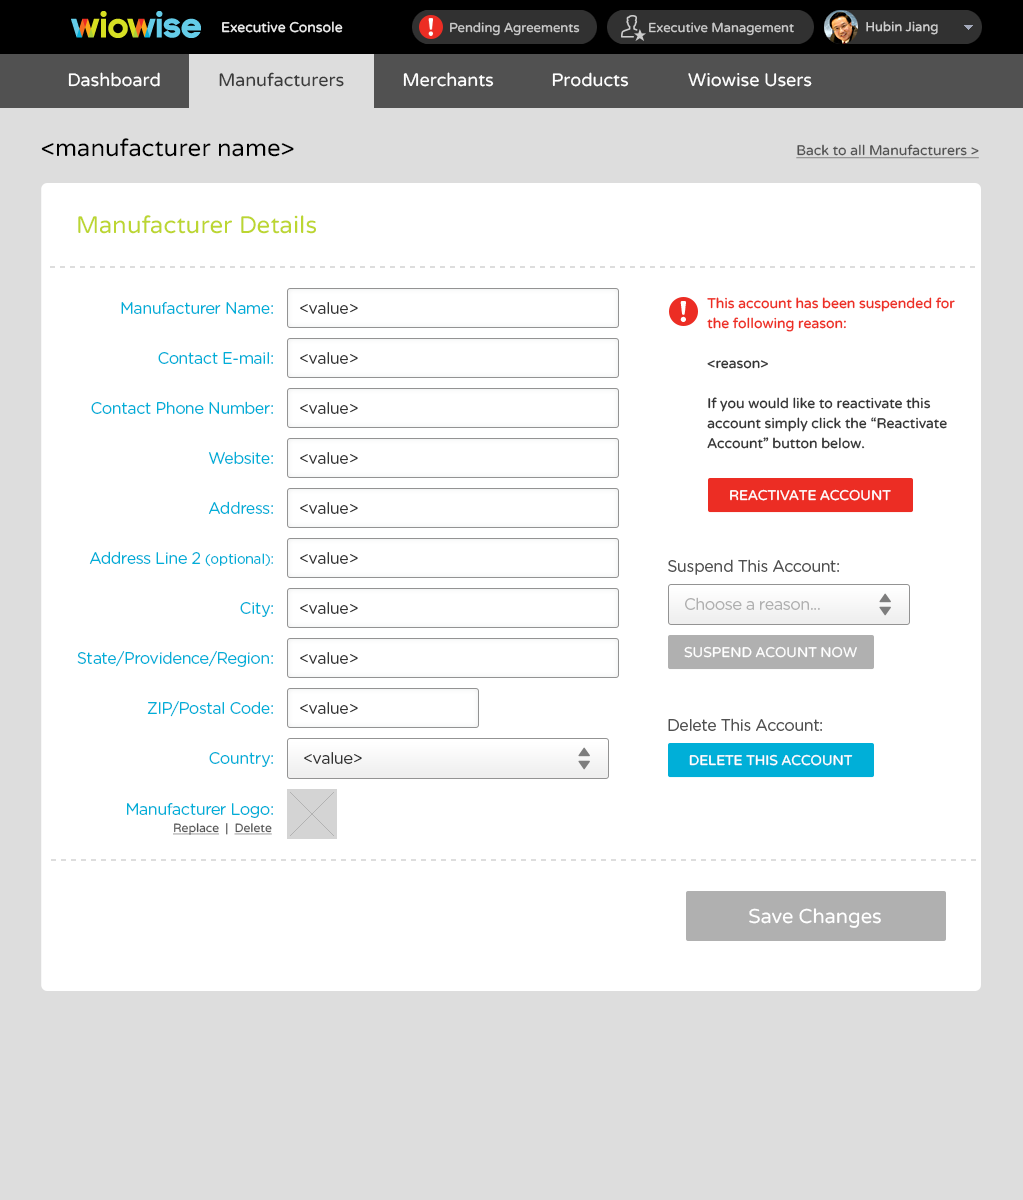 wiowise Executive Console Pending Agreements Executive Management Hubin Jiang
Dashboard Manufacturers Merchants Products Wiowise Users
<manufacturer name> Back to all Manufacturers >
Manufacturer Details
Manufacturer Name: <value>
Contact E-mail: <value>
Contact Phone Number: <value>
Website: <value>
Address: <value>
Address Line 2 (optional): <value>
City: <value>
State/Providence/Region: <value>
ZIP/Postal Code: <value>
Country: <value>
Manufacturer Logo:
Replace | Delete
This account has been suspended for
the following reason:
<reason>
If you would like to reactivate this
account simply click the “Reactivate
Account” button below.
REACTIVATE ACCOUNT
Suspend This Account:
Choose a reason...
SUSPEND ACOUNT NOW
Delete This Account:
DELETE THIS ACCOUNT
Save Changes